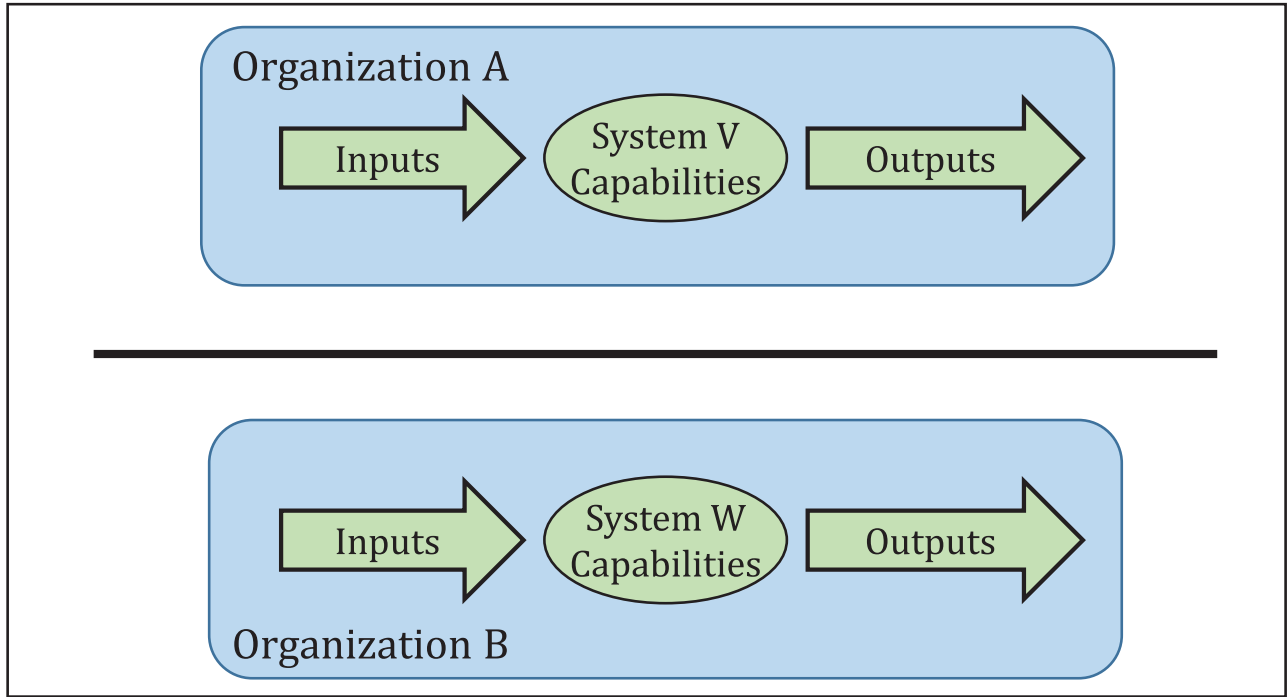 Organization A
Inputs
System V
Capabilities
Outputs
Inputs
System W
Capabilities
Outputs
Organization B